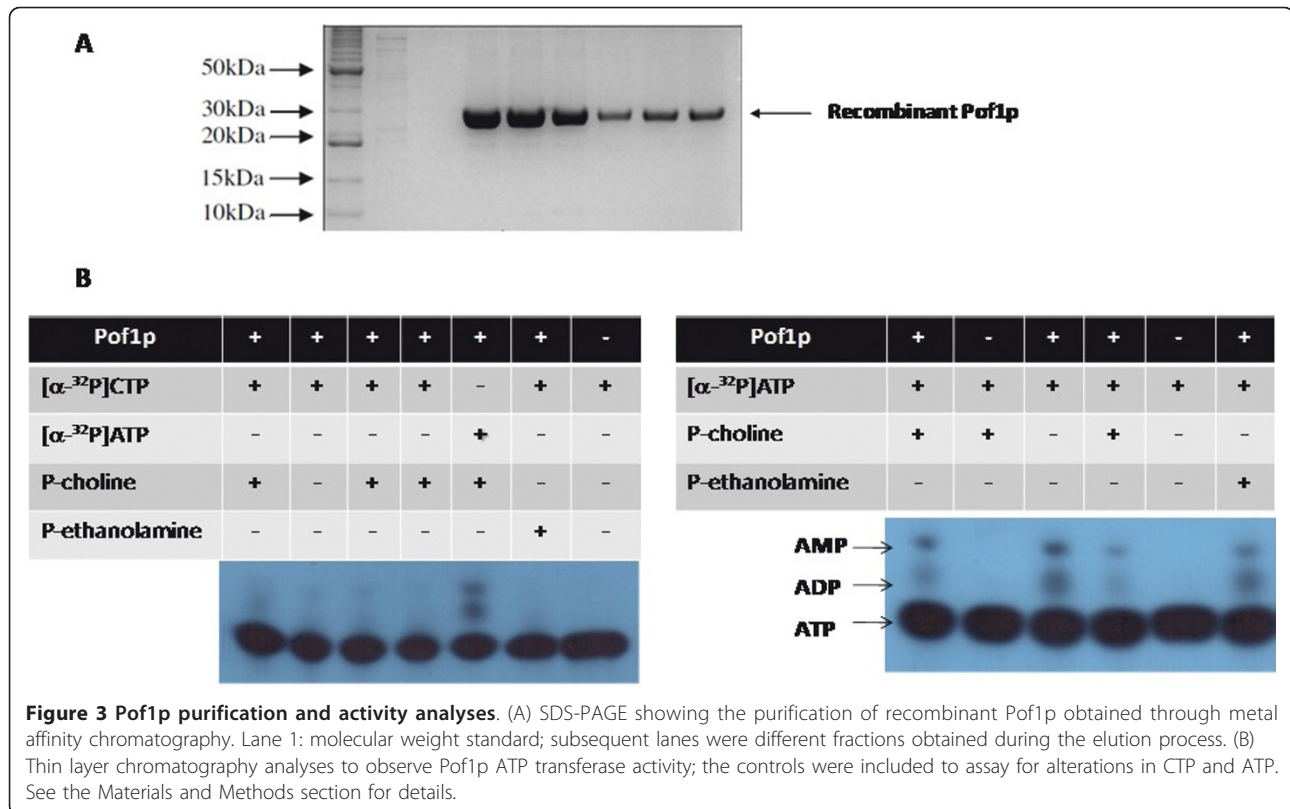 A
50kDa
30kDa
20kDa
15kDa
10kDa
Recombinant Pof1p
B
Pof1p + + + + + + -
[α-³²P]CTP + + + + - + +
[α-³²P]ATP - - - - + - -
P-choline + - + + + - -
P-ethanolamine - - - - - + -
Pof1p + - + + - +
[α-³²P]ATP + + + + + +
P-choline + + - + - -
P-ethanolamine - - - - - +
AMP
ADP
ATP
Figure 3 Pof1p purification and activity analyses. (A) SDS-PAGE showing the purification of recombinant Pof1p obtained through metal
affinity chromatography. Lane 1: molecular weight standard; subsequent lanes were different fractions obtained during the elution process. (B)
Thin layer chromatography analyses to observe Pof1p ATP transferase activity; the controls were included to assay for alterations in CTP and ATP.
See the Materials and Methods section for details.